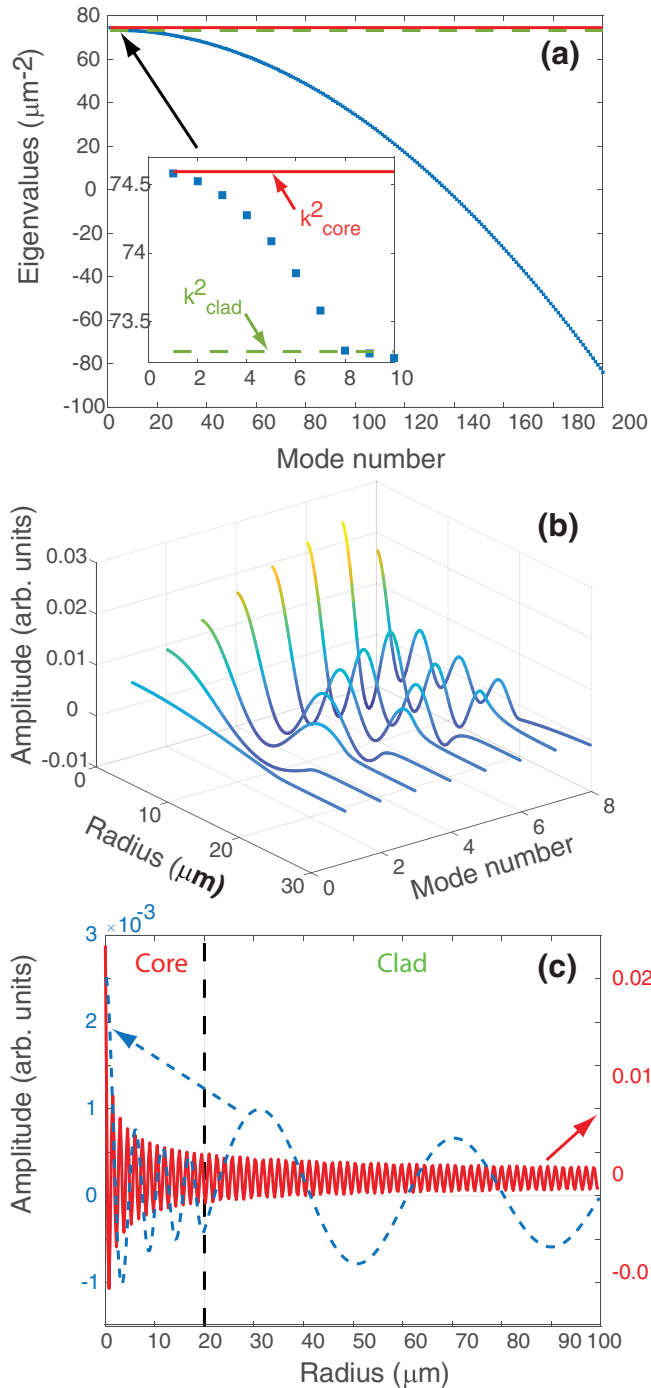 (a)
Eigenvalues (μm-2)
80
60
40
20
0
-20
-40
-60
-80
-100
74.5
74
73.5
k²core
k²clad
0 2 4 6 8 10
0 20 40 60 80 100 120 140 160 180 200
Mode number
(b)
Amplitude (arb. units)
0.03
0.02
0.01
0
-0.01
0
10
20
30
Radius (μm)
0
2
4
6
8
Mode number
(c)
×10⁻³
Amplitude (arb. units)
3
2
1
0
-1
Core
Clad
0.02
0.01
0
-0.0
0 10 20 30 40 50 60 70 80 90 100
Radius (μm)